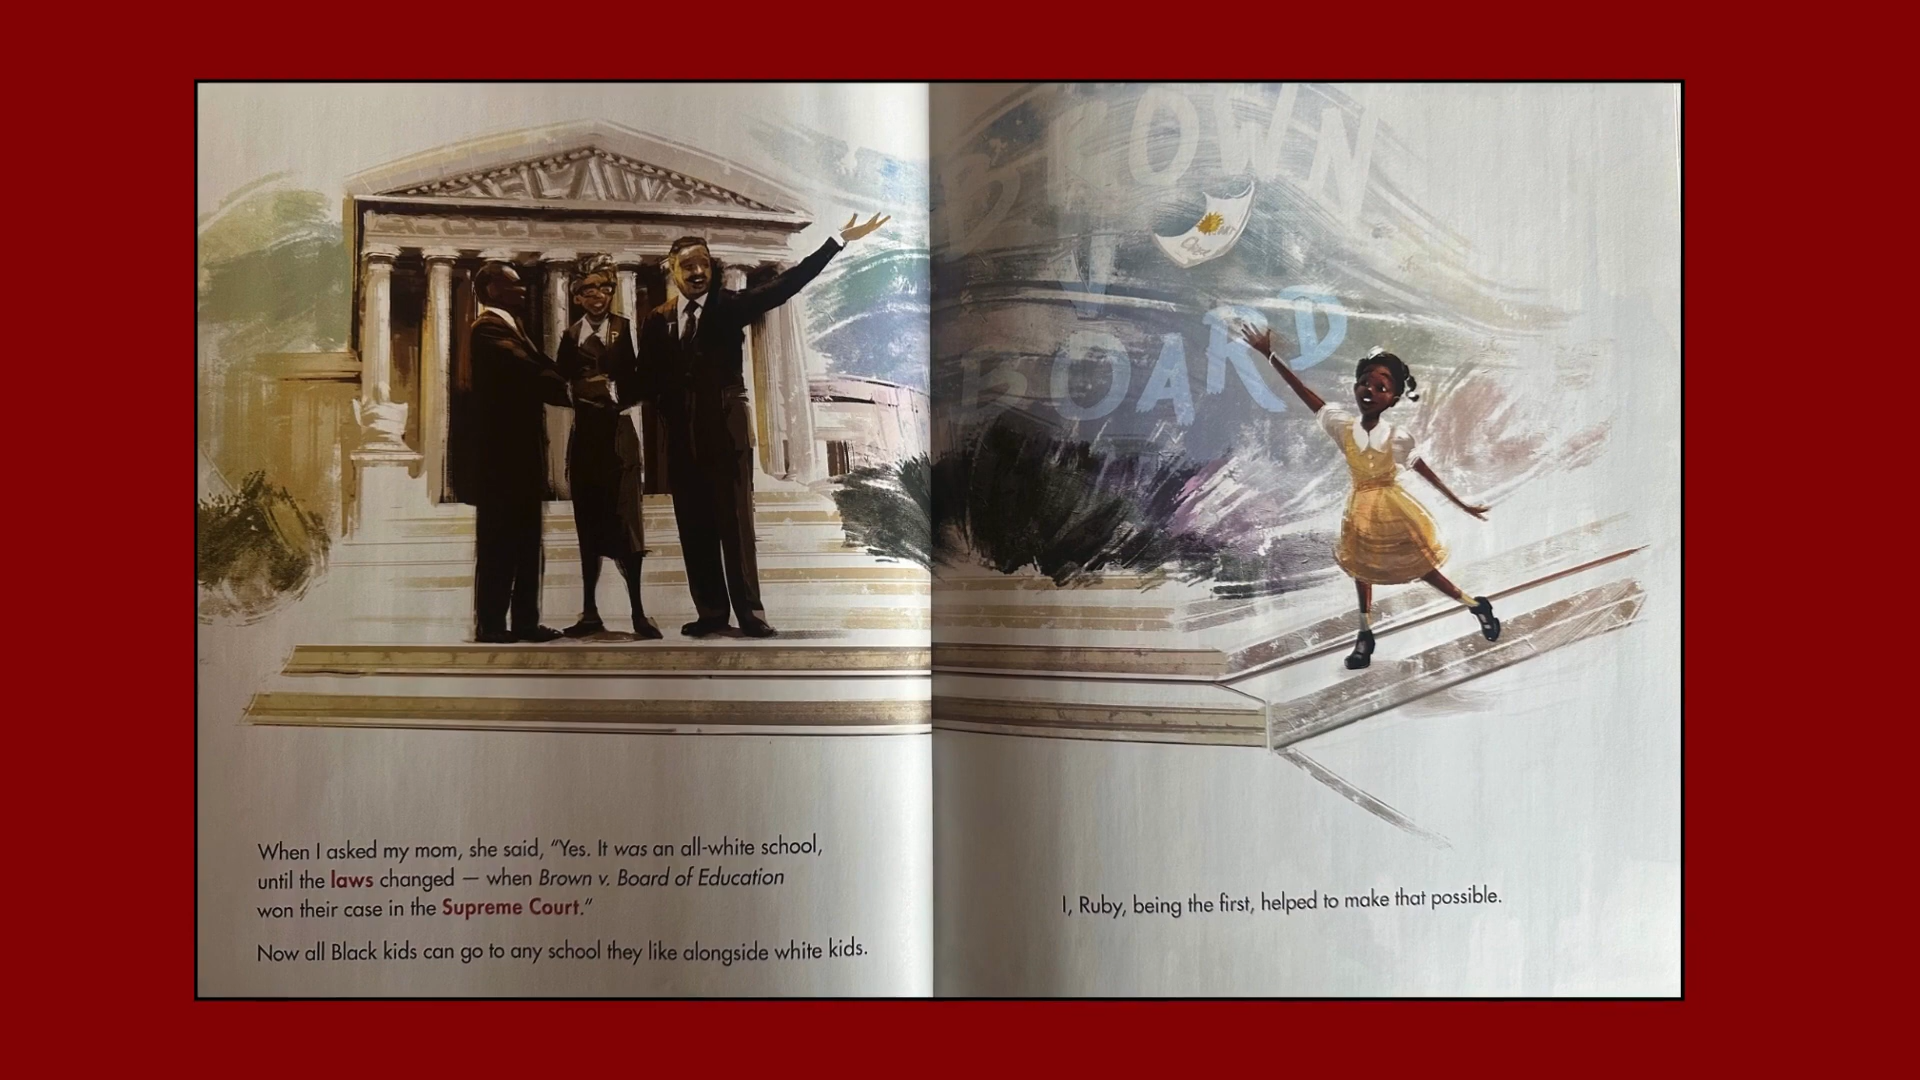 BROWN
V
BOARD
When I asked my mom, she said, “Yes. It was an all-white school,
until the laws changed — when Brown v. Board of Education
won their case in the Supreme Court.”
Now all Black kids can go to any school they like alongside white kids.
I, Ruby, being the first, helped to make that possible.